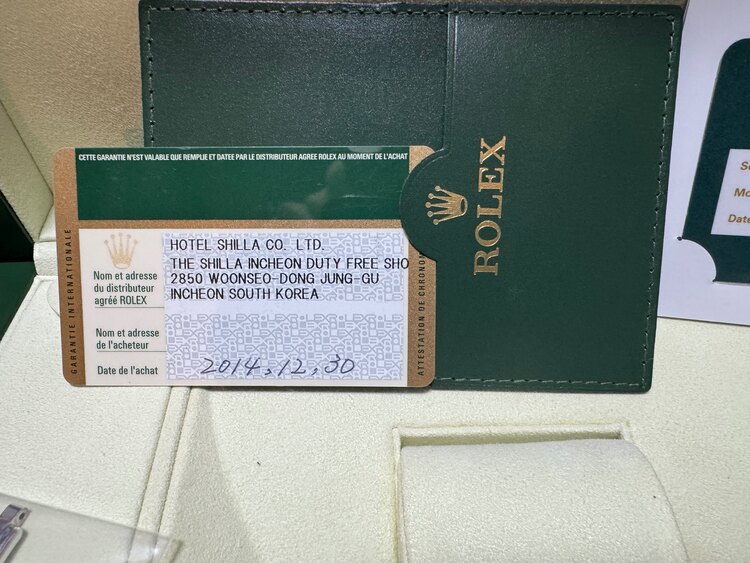 CETTE GARANTIE N'EST VALABLE QUE REMPLIE ET DATEE PAR LE DISTRIBUTEUR AGREE ROLEX AU MOMENT DE L'ACHAT
GARANTIE INTERNATIONALE
Nom et adresse
du distributeur
agréé ROLEX
HOTEL SHILLA CO. LTD.
THE SHILLA INCHEON DUTY FREE SHO
2850 WOONSEO-DONG JUNG-GU
INCHEON SOUTH KOREA
Nom et adresse
de l'acheteur
Date de l'achat
2014,12,30
ATTESTATION DE CHRONO
ROLEX
Mo
Date